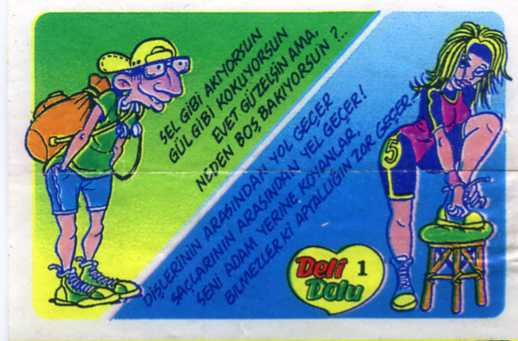 SEL GİBİ AKIYORSUN
GÜL GİBİ KOKUYORSUN
EVET GÜZELSİN AMA,
NEDEN BOŞ BAKIYORSUN ?..
DİŞLERİNİN ARASINDAN YOL GEÇER
SAÇLARININ ARASINDAN YEL GEÇER!
SENİ ADAM YERİNE KOYANLAR,
BİLMEZLER Kİ APTALLIĞIN ZOR GEÇER...
5
Deli
Dolu
1